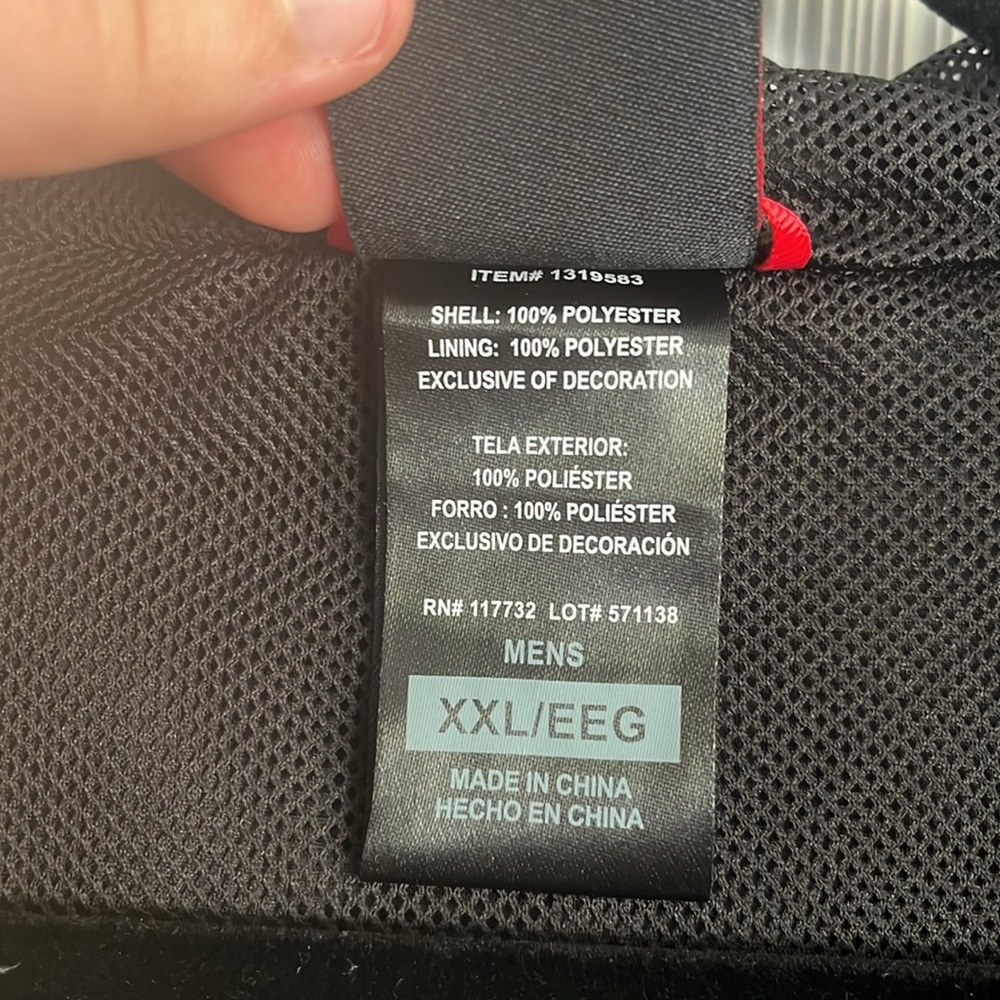 ITEM# 1319583
SHELL: 100% POLYESTER
LINING: 100% POLYESTER
EXCLUSIVE OF DECORATION
TELA EXTERIOR:
100% POLIÉSTER
FORRO : 100% POLIÉSTER
EXCLUSIVO DE DECORACIÓN
RN# 117732 LOT# 571138
MENS
XXL/EEG
MADE IN CHINA
HECHO EN CHINA